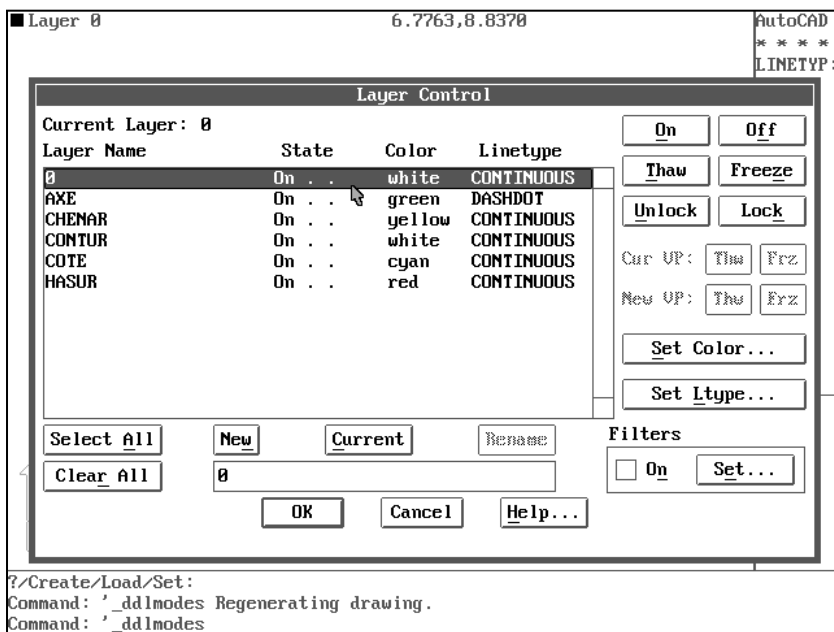 Layer 0 6.7763,8.8370 AutoCAD
* * * *
LINETYP:
Layer Control
Current Layer: 0
Layer Name State Color Linetype
0 On . . white CONTINUOUS
AXE On . . green DASHDOT
CHENAR On . . yellow CONTINUOUS
CONTUR On . . white CONTINUOUS
COTE On . . cyan CONTINUOUS
HASUR On . . red CONTINUOUS
On Off
Thaw Freeze
Unlock Lock
Cur VP: Thw Frz
New VP: Thw Frz
Set Color...
Set Ltype...
Select All New Current Rename
Clear All 0
Filters
On Set...
OK Cancel Help...
?/Create/Load/Set:
Command: '_ddlmodes Regenerating drawing.
Command: '_ddlmodes